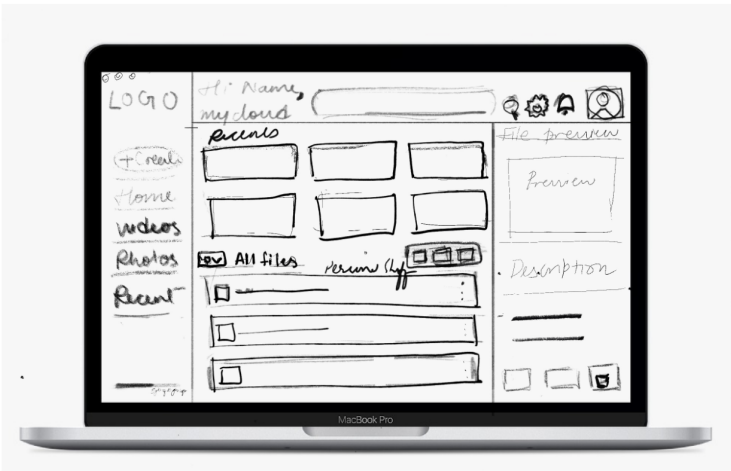 LOGO
Hi Name,
my cloud
+Create
Home
videos
Photos
Recent
Recents
All files
File preview
Preview
Description
MacBook Pro